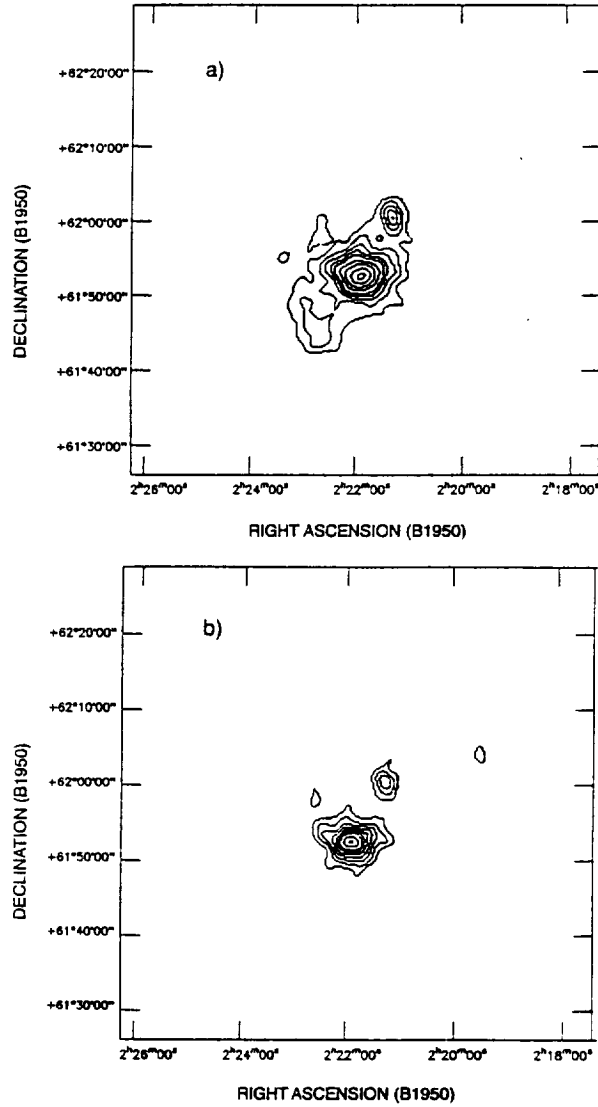 a)
+62°20'00"
+62°10'00"
+62°00'00"
+61°50'00"
+61°40'00"
+61°30'00"
DECLINATION (B1950)
2ʰ26ᵐ00ˢ 2ʰ24ᵐ00ˢ 2ʰ22ᵐ00ˢ 2ʰ20ᵐ00ˢ 2ʰ18ᵐ00ˢ
RIGHT ASCENSION (B1950)
b)
+62°20'00"
+62°10'00"
+62°00'00"
+61°50'00"
+61°40'00"
+61°30'00"
DECLINATION (B1950)
2ʰ26ᵐ00ˢ 2ʰ24ᵐ00ˢ 2ʰ22ᵐ00ˢ 2ʰ20ᵐ00ˢ 2ʰ18ᵐ00ˢ
RIGHT ASCENSION (B1950)